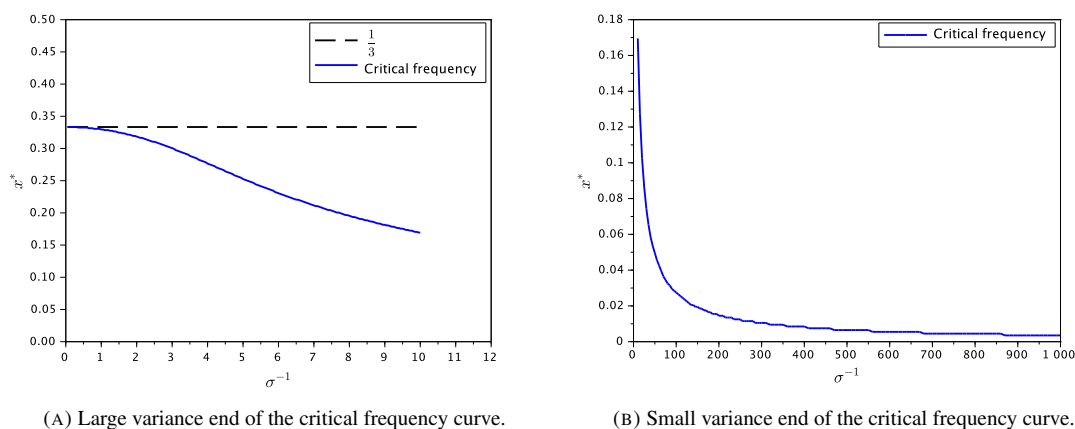 0.50
0.45
0.40
0.35
0.30
0.25
0.20
0.15
0.10
0.05
0.00
x*
1/3
Critical frequency
0 1 2 3 4 5 6 7 8 9 10 11 12
σ⁻¹
(A) Large variance end of the critical frequency curve.
0.18
0.16
0.14
0.12
0.1
0.08
0.06
0.04
0.02
0
x*
Critical frequency
0 100 200 300 400 500 600 700 800 900 1 000
σ⁻¹
(B) Small variance end of the critical frequency curve.